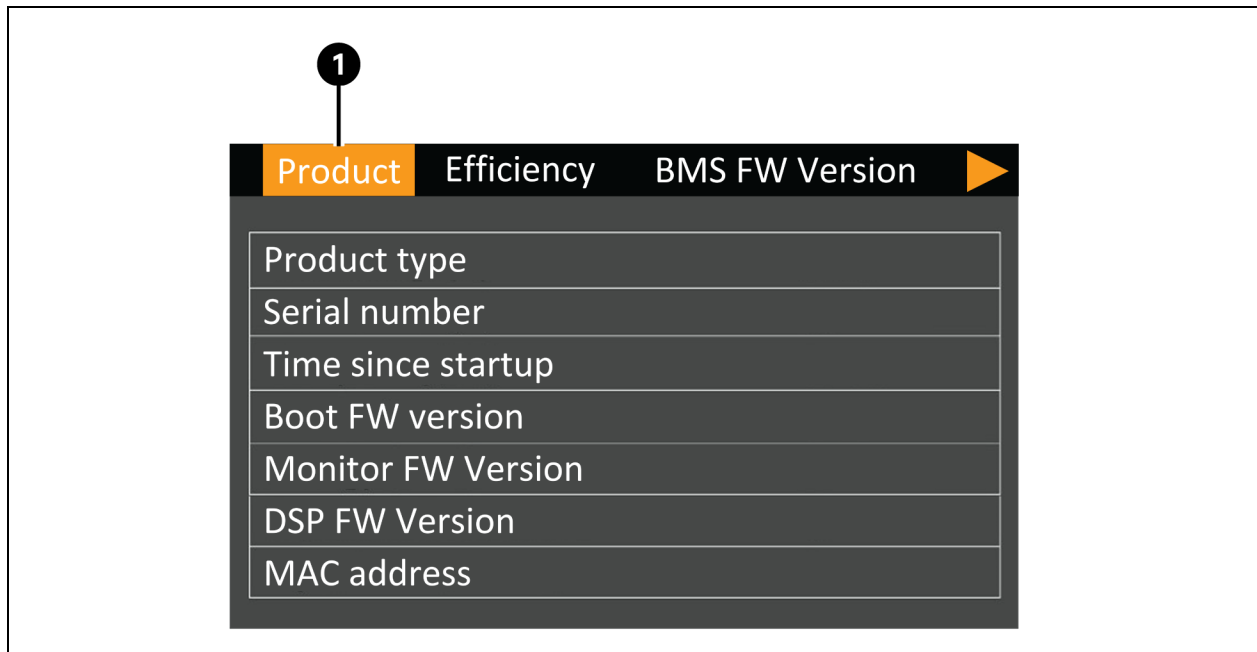 1
Product Efficiency BMS FW Version
Product type
Serial number
Time since startup
Boot FW version
Monitor FW Version
DSP FW Version
MAC address